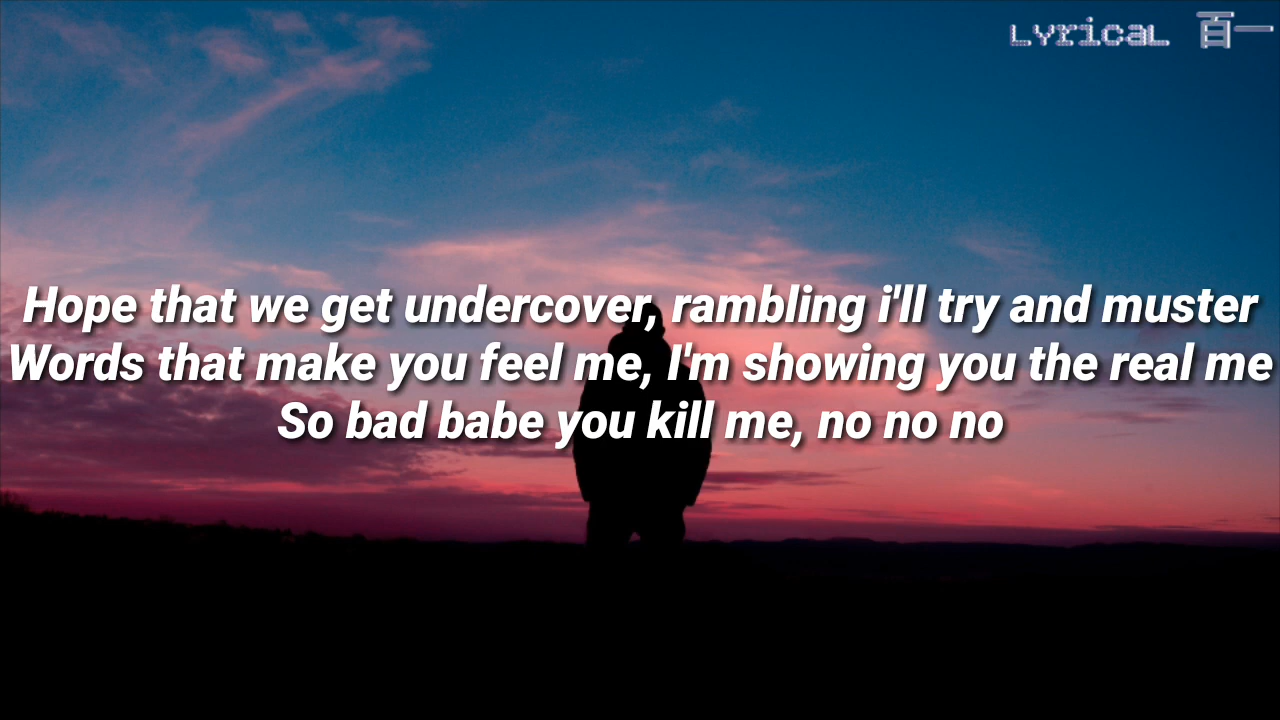 Lyrical 百一
Hope that we get undercover, rambling i'll try and muster
Words that make you feel me, I'm showing you the real me
So bad babe you kill me, no no no